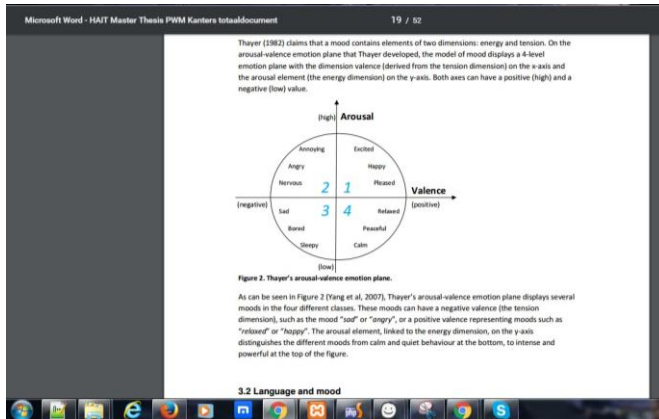 Microsoft Word - HAIT Master Thesis PWM Kanters totaaldocument
19 / 52
Thayer (1982) claims that a mood contains elements of two dimensions: energy and tension. On the
arousal-valence emotion plane that Thayer developed, the model of mood displays a 4-level
emotion plane with the dimension valence (derived from the tension dimension) on the x-axis and
the arousal element (the energy dimension) on the y-axis. Both axes can have a positive (high) and a
negative (low) value.
(high) Arousal
Annoying Excited
Angry Happy
Nervous 2 1 Pleased
Valence
(negative) (positive)
Sad 3 4 Relaxed
Bored Peaceful
Sleepy Calm
(low)
Figure 2. Thayer's arousal-valence emotion plane.
As can be seen in Figure 2 (Yang et al, 2007), Thayer's arousal-valence emotion plane displays several
moods in the four different classes. These moods can have a negative valence (the tension
dimension), such as the mood "sad" or "angry", or a positive valence representing moods such as
"relaxed" or "happy". The arousal element, linked to the energy dimension, on the y-axis
distinguishes the different moods from calm and quiet behaviour at the bottom, to intense and
powerful at the top of the figure.
3.2 Language and mood